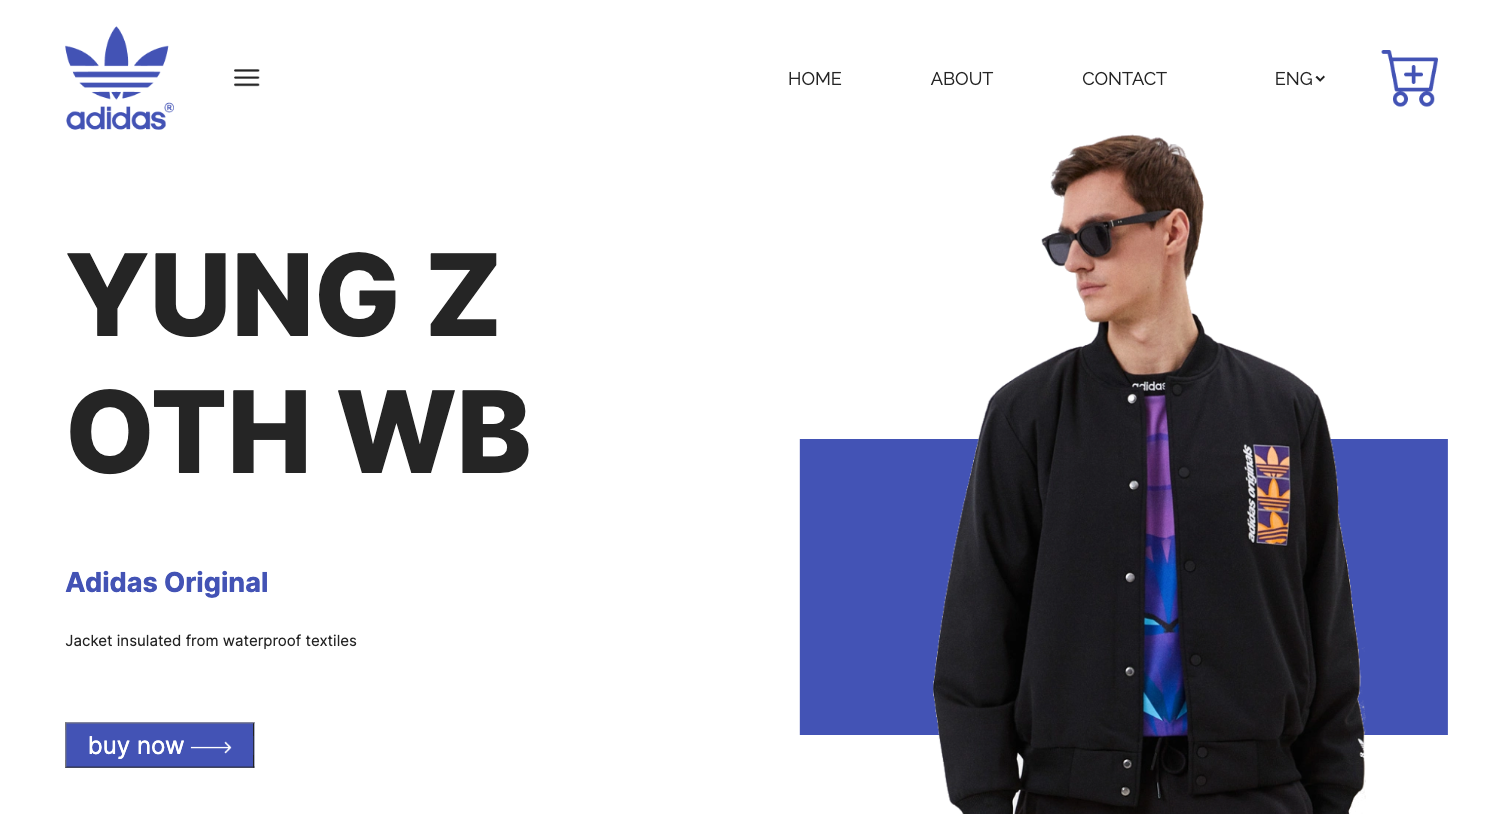 adidas®
HOME ABOUT CONTACT ENG
YUNG Z
OTH WB
Adidas Original
Jacket insulated from waterproof textiles
buy now
adidas
adidas originals